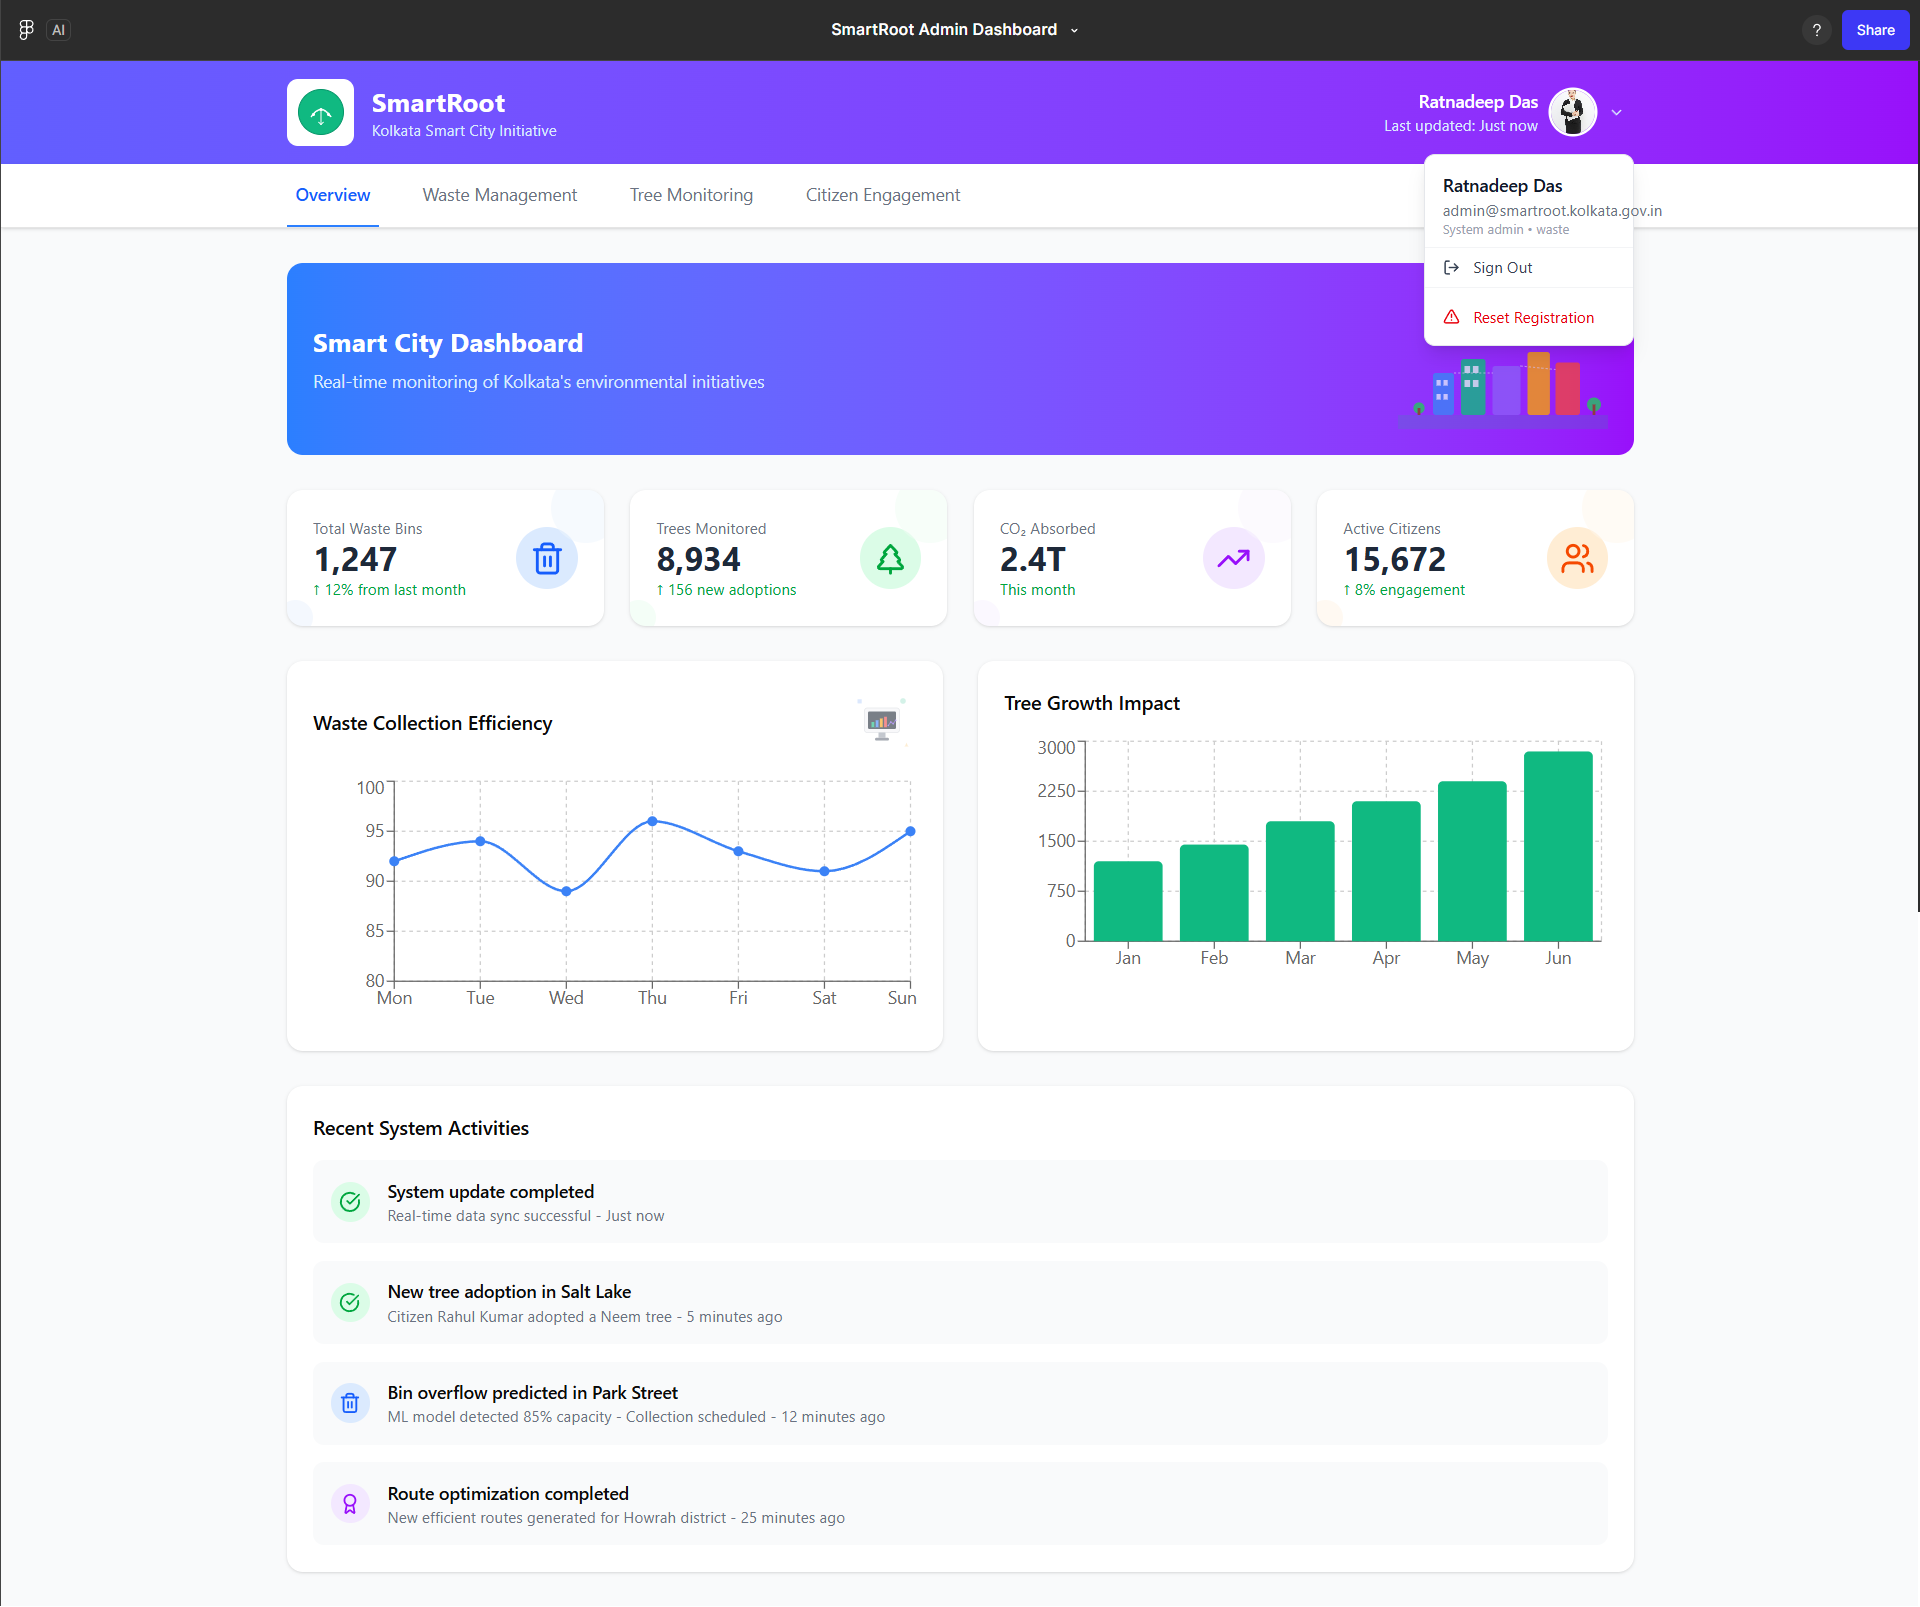 AI
SmartRoot Admin Dashboard
?
Share
SmartRoot
Kolkata Smart City Initiative
Ratnadeep Das
Last updated: Just now
Overview
Waste Management
Tree Monitoring
Citizen Engagement
Ratnadeep Das
admin@smartroot.kolkata.gov.in
System admin • waste
Sign Out
Reset Registration
Smart City Dashboard
Real-time monitoring of Kolkata's environmental initiatives
Total Waste Bins
1,247
↑ 12% from last month
Trees Monitored
8,934
↑ 156 new adoptions
CO₂ Absorbed
2.4T
This month
Active Citizens
15,672
↑ 8% engagement
Waste Collection Efficiency
100
95
90
85
80
Mon Tue Wed Thu Fri Sat Sun
Tree Growth Impact
3000
2250
1500
750
0
Jan Feb Mar Apr May Jun
Recent System Activities
System update completed
Real-time data sync successful - Just now
New tree adoption in Salt Lake
Citizen Rahul Kumar adopted a Neem tree - 5 minutes ago
Bin overflow predicted in Park Street
ML model detected 85% capacity - Collection scheduled - 12 minutes ago
Route optimization completed
New efficient routes generated for Howrah district - 25 minutes ago